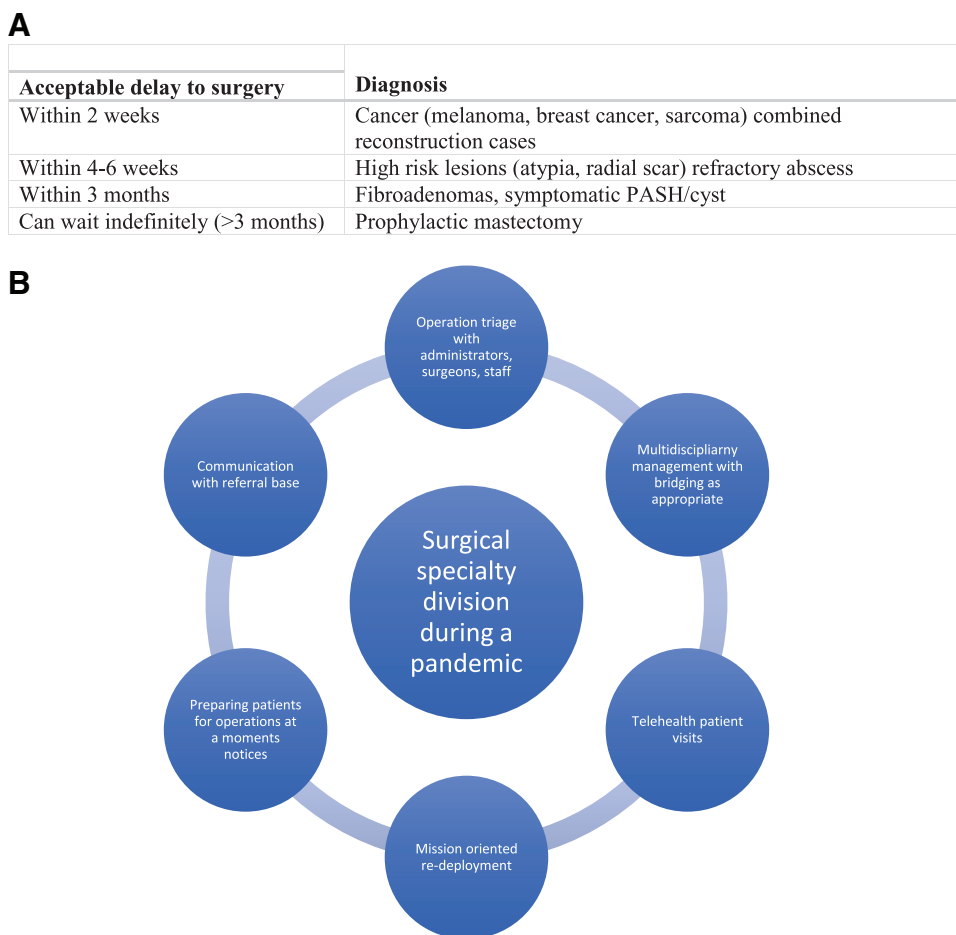 A
Acceptable delay to surgery Diagnosis
Within 2 weeks Cancer (melanoma, breast cancer, sarcoma) combined
reconstruction cases
Within 4-6 weeks High risk lesions (atypia, radial scar) refractory abscess
Within 3 months Fibroadenomas, symptomatic PASH/cyst
Can wait indefinitely (>3 months) Prophylactic mastectomy
B
Operation triage
with
administrators,
surgeons, staff
Multidiscipliarny
management with
bridging as
appropriate
Telehealth patient
visits
Mission oriented
re-deployment
Preparing patients
for operations at
a moments
notices
Communication
with referral base
Surgical
specialty
division
during a
pandemic